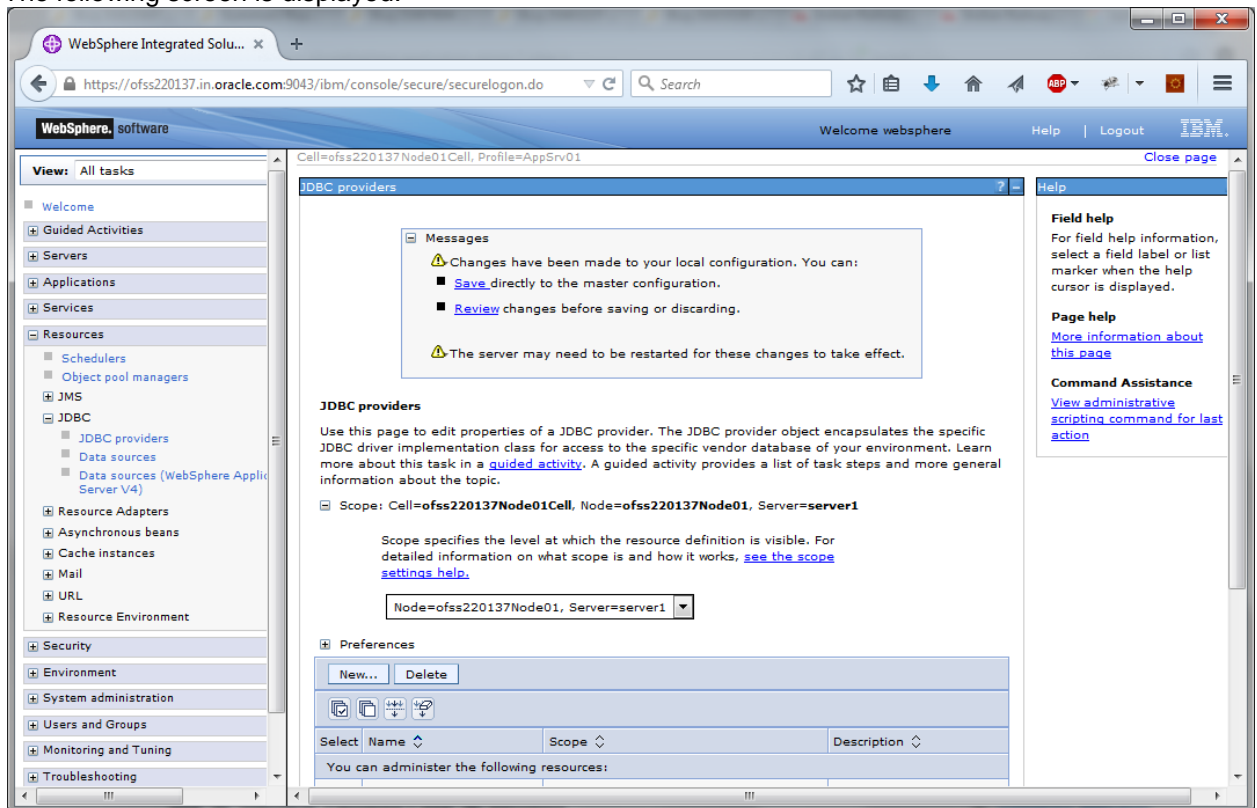 The following screen is displayed.
WebSphere Integrated Solu... × +
https://ofss220137.in.oracle.com:9043/ibm/console/secure/securelogon.do
Search
ABP
WebSphere. software
Welcome websphere
Help | Logout
IBM.
View: All tasks
Welcome
Guided Activities
Servers
Applications
Services
Resources
Schedulers
Object pool managers
JMS
JDBC
JDBC providers
Data sources
Data sources (WebSphere Applic
Server V4)
Resource Adapters
Asynchronous beans
Cache instances
Mail
URL
Resource Environment
Security
Environment
System administration
Users and Groups
Monitoring and Tuning
Troubleshooting
Cell=ofss220137Node01Cell, Profile=AppSrv01
Close page
JDBC providers ? -
Messages
Changes have been made to your local configuration. You can:
Save directly to the master configuration.
Review changes before saving or discarding.
The server may need to be restarted for these changes to take effect.
JDBC providers
Use this page to edit properties of a JDBC provider. The JDBC provider object encapsulates the specific
JDBC driver implementation class for access to the specific vendor database of your environment. Learn
more about this task in a guided activity. A guided activity provides a list of task steps and more general
information about the topic.
Scope: Cell=ofss220137Node01Cell, Node=ofss220137Node01, Server=server1
Scope specifies the level at which the resource definition is visible. For
detailed information on what scope is and how it works, see the scope
settings help.
Node=ofss220137Node01, Server=server1
Preferences
New... Delete
Select Name Scope Description
You can administer the following resources:
Help
Field help
For field help information,
select a field label or list
marker when the help
cursor is displayed.
Page help
More information about
this page
Command Assistance
View administrative
scripting command for last
action